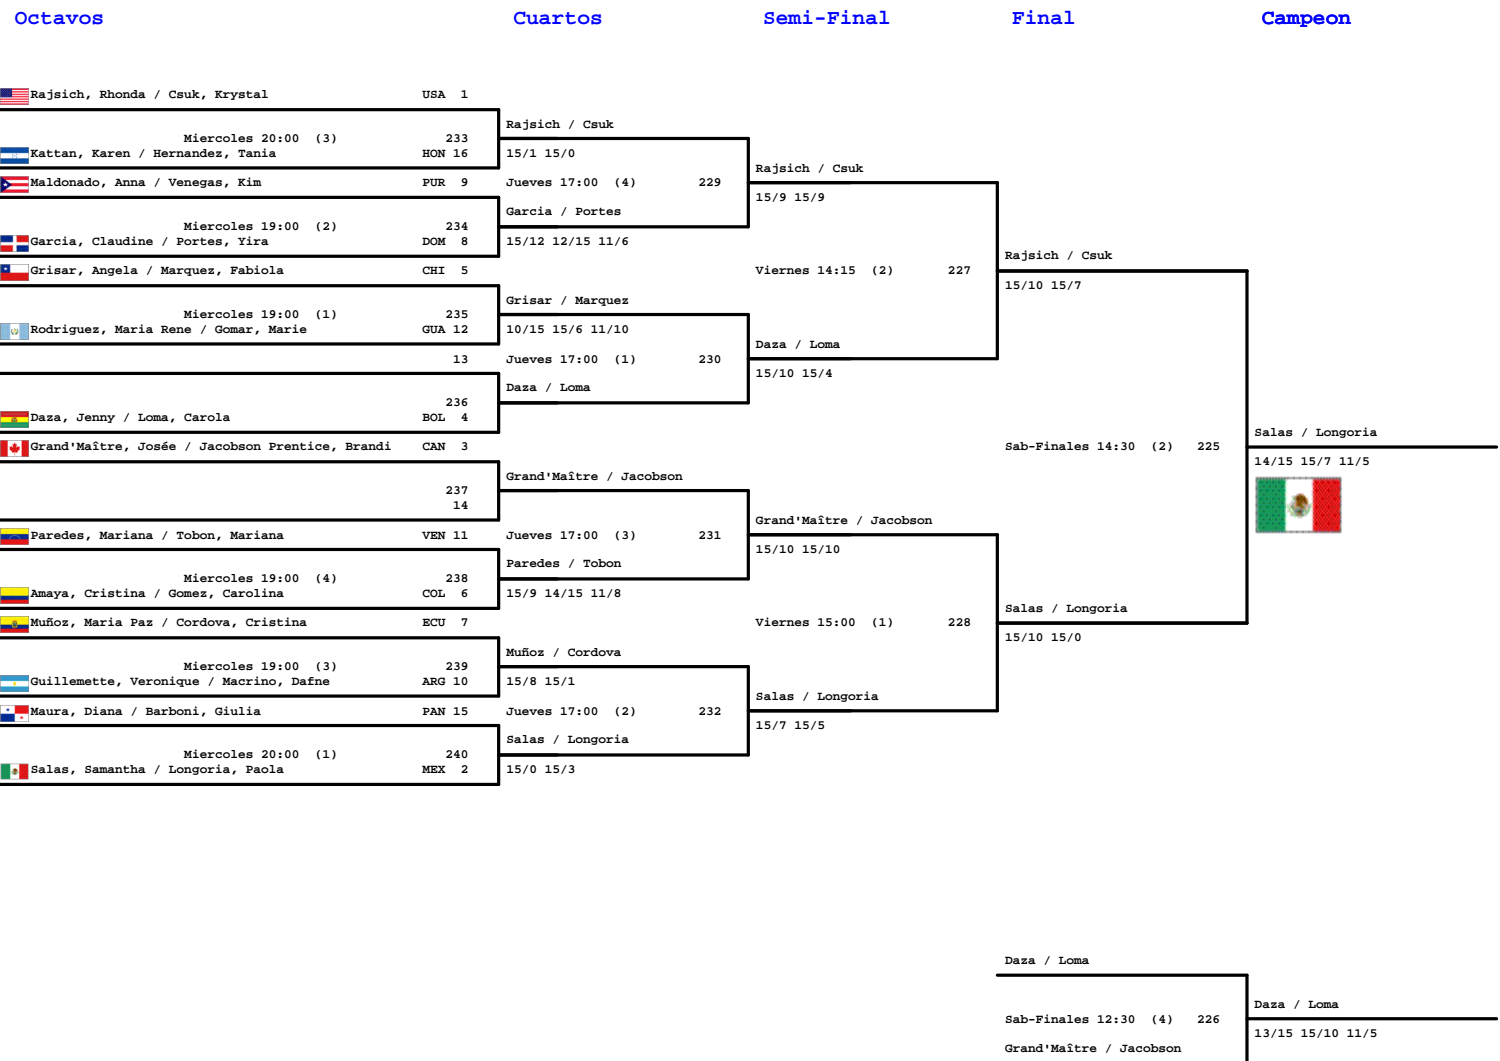 Octavos Cuartos Semi-Final Final Campeon
Rajsich, Rhonda / Csuk, Krystal USA 1
Rajsich / Csuk
Miercoles 20:00 (3) 233
Kattan, Karen / Hernandez, Tania HON 16 15/1 15/0
Rajsich / Csuk
Maldonado, Anna / Venegas, Kim PUR 9 Jueves 17:00 (4) 229
15/9 15/9
Garcia / Portes
Miercoles 19:00 (2) 234
Garcia, Claudine / Portes, Yira DOM 8 15/12 12/15 11/6
Rajsich / Csuk
Grisar, Angela / Marquez, Fabiola CHI 5 Viernes 14:15 (2) 227
15/10 15/7
Grisar / Marquez
Miercoles 19:00 (1) 235
Rodriguez, Maria Rene / Gomar, Marie GUA 12 10/15 15/6 11/10
Daza / Loma
13 Jueves 17:00 (1) 230
15/10 15/4
Daza / Loma
236
Daza, Jenny / Loma, Carola BOL 4
Salas / Longoria
Grand'Maître, Josée / Jacobson Prentice, Brandi CAN 3 Sab-Finales 14:30 (2) 225
14/15 15/7 11/5
Grand'Maître / Jacobson
237
14
Grand'Maître / Jacobson
Paredes, Mariana / Tobon, Mariana VEN 11 Jueves 17:00 (3) 231
15/10 15/10
Paredes / Tobon
Miercoles 19:00 (4) 238
Amaya, Cristina / Gomez, Carolina COL 6 15/9 14/15 11/8
Salas / Longoria
Muñoz, Maria Paz / Cordova, Cristina ECU 7 Viernes 15:00 (1) 228
15/10 15/0
Muñoz / Cordova
Miercoles 19:00 (3) 239
Guillemette, Veronique / Macrino, Dafne ARG 10 15/8 15/1
Salas / Longoria
Maura, Diana / Barboni, Giulia PAN 15 Jueves 17:00 (2) 232
15/7 15/5
Salas / Longoria
Miercoles 20:00 (1) 240
Salas, Samantha / Longoria, Paola MEX 2 15/0 15/3
Daza / Loma
Daza / Loma
Sab-Finales 12:30 (4) 226
13/15 15/10 11/5
Grand'Maître / Jacobson